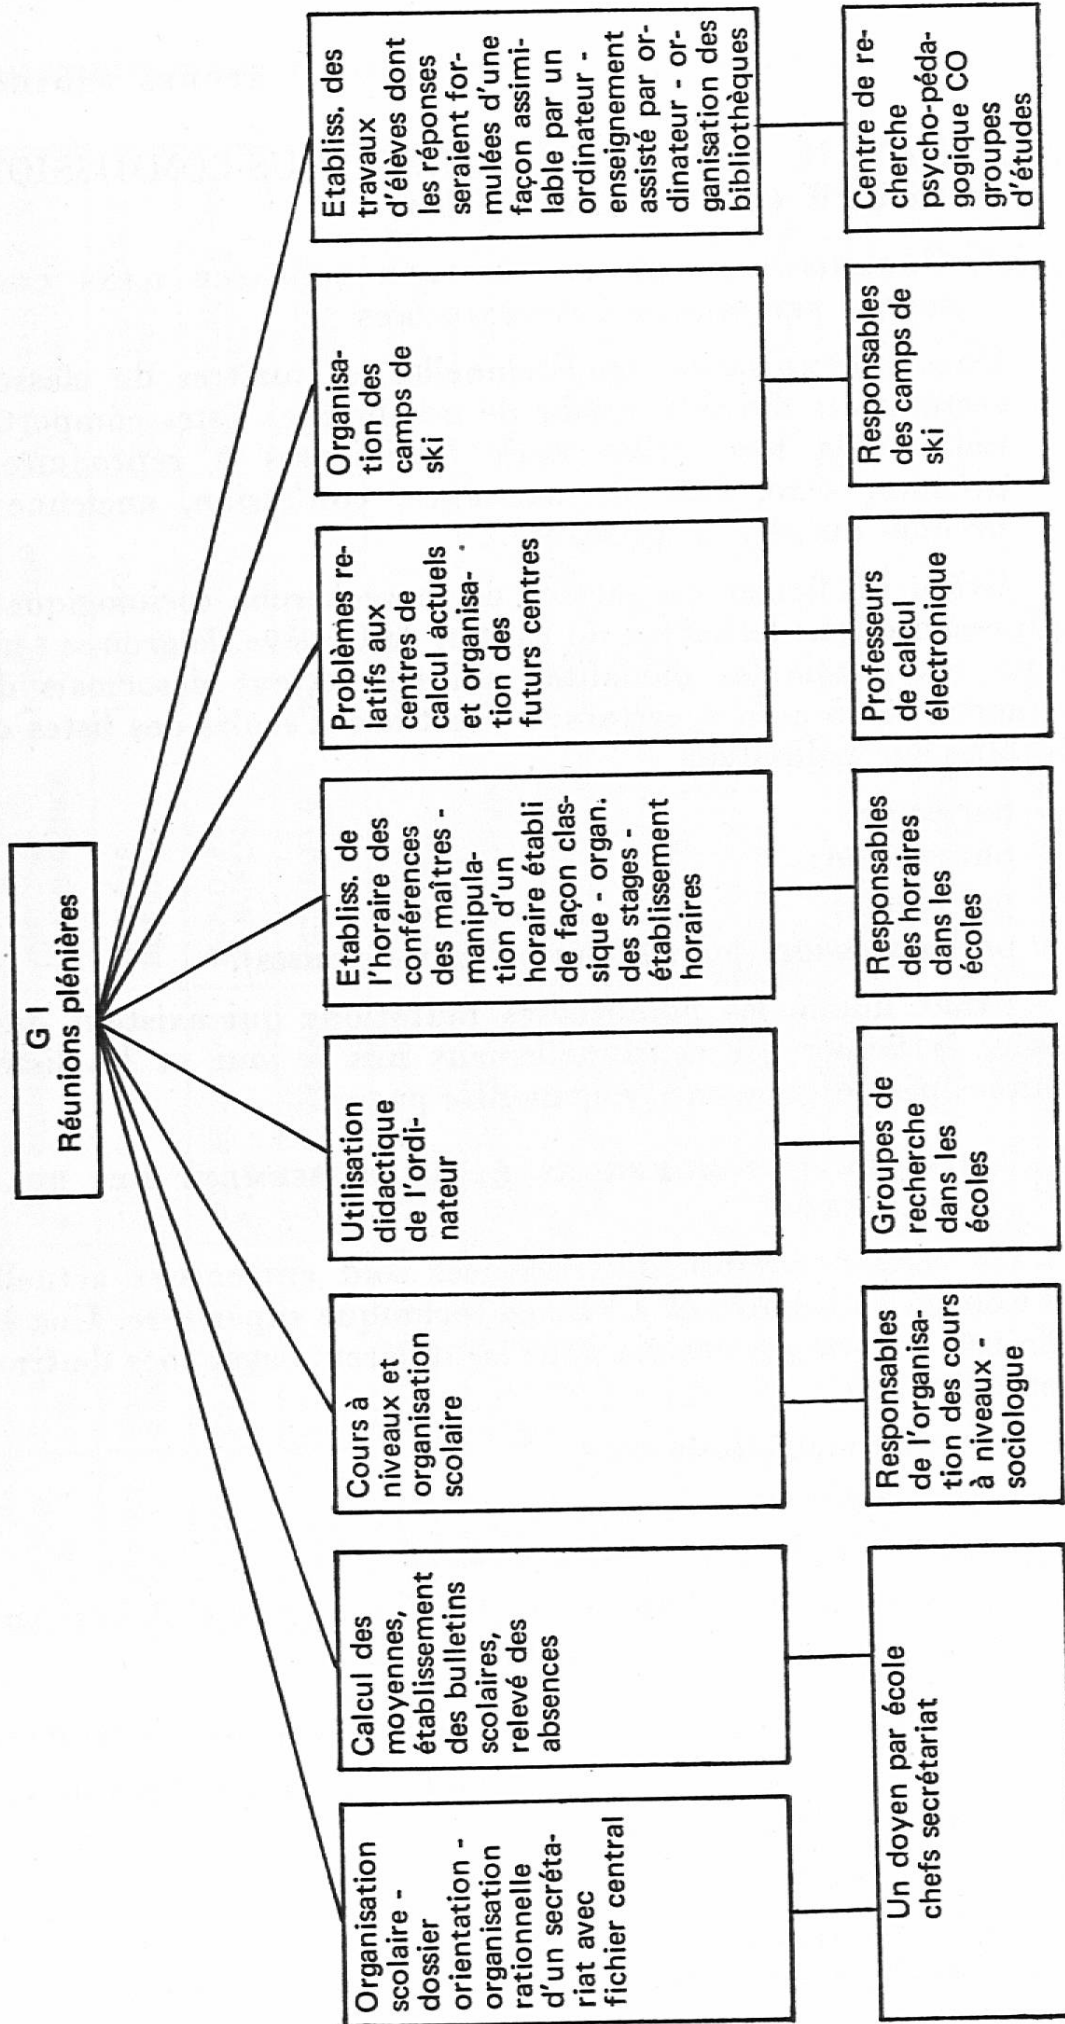 G I
Réunions plénières
Organisation
scolaire -
dossier
orientation -
organisation
rationnelle
d'un secréta-
riat avec
fichier central
Calcul des
moyennes,
établissement
des bulletins
scolaires,
relevé des
absences
Cours à
niveaux et
organisation
scolaire
Utilisation
didactique
de l'ordi-
nateur
Etabliss. de
l'horaire des
conférences
des maîtres -
manipula-
tion d'un
horaire établi
de façon clas-
sique - organ.
des stages -
établissement
horaires
Problèmes re-
latifs aux
centres de
calcul actuels
et organisa-
tion des
futurs centres
Organisa-
tion des
camps de
ski
Etabliss. des
travaux
d'élèves dont
les réponses
seraient for-
mulées d'une
façon assimi-
lable par un
ordinateur -
enseignement
assisté par or-
dinateur - or-
ganisation des
bibliothèques
Un doyen par école
chefs secrétariat
Responsables
de l'organisa-
tion des cours
à niveaux -
sociologue
Groupes de
recherche
dans les
écoles
Responsables
des horaires
dans les
écoles
Professeurs
de calcul
électronique
Responsables
des camps de
ski
Centre de re-
cherche
psycho-péda-
gogique CO
groupes
d'études